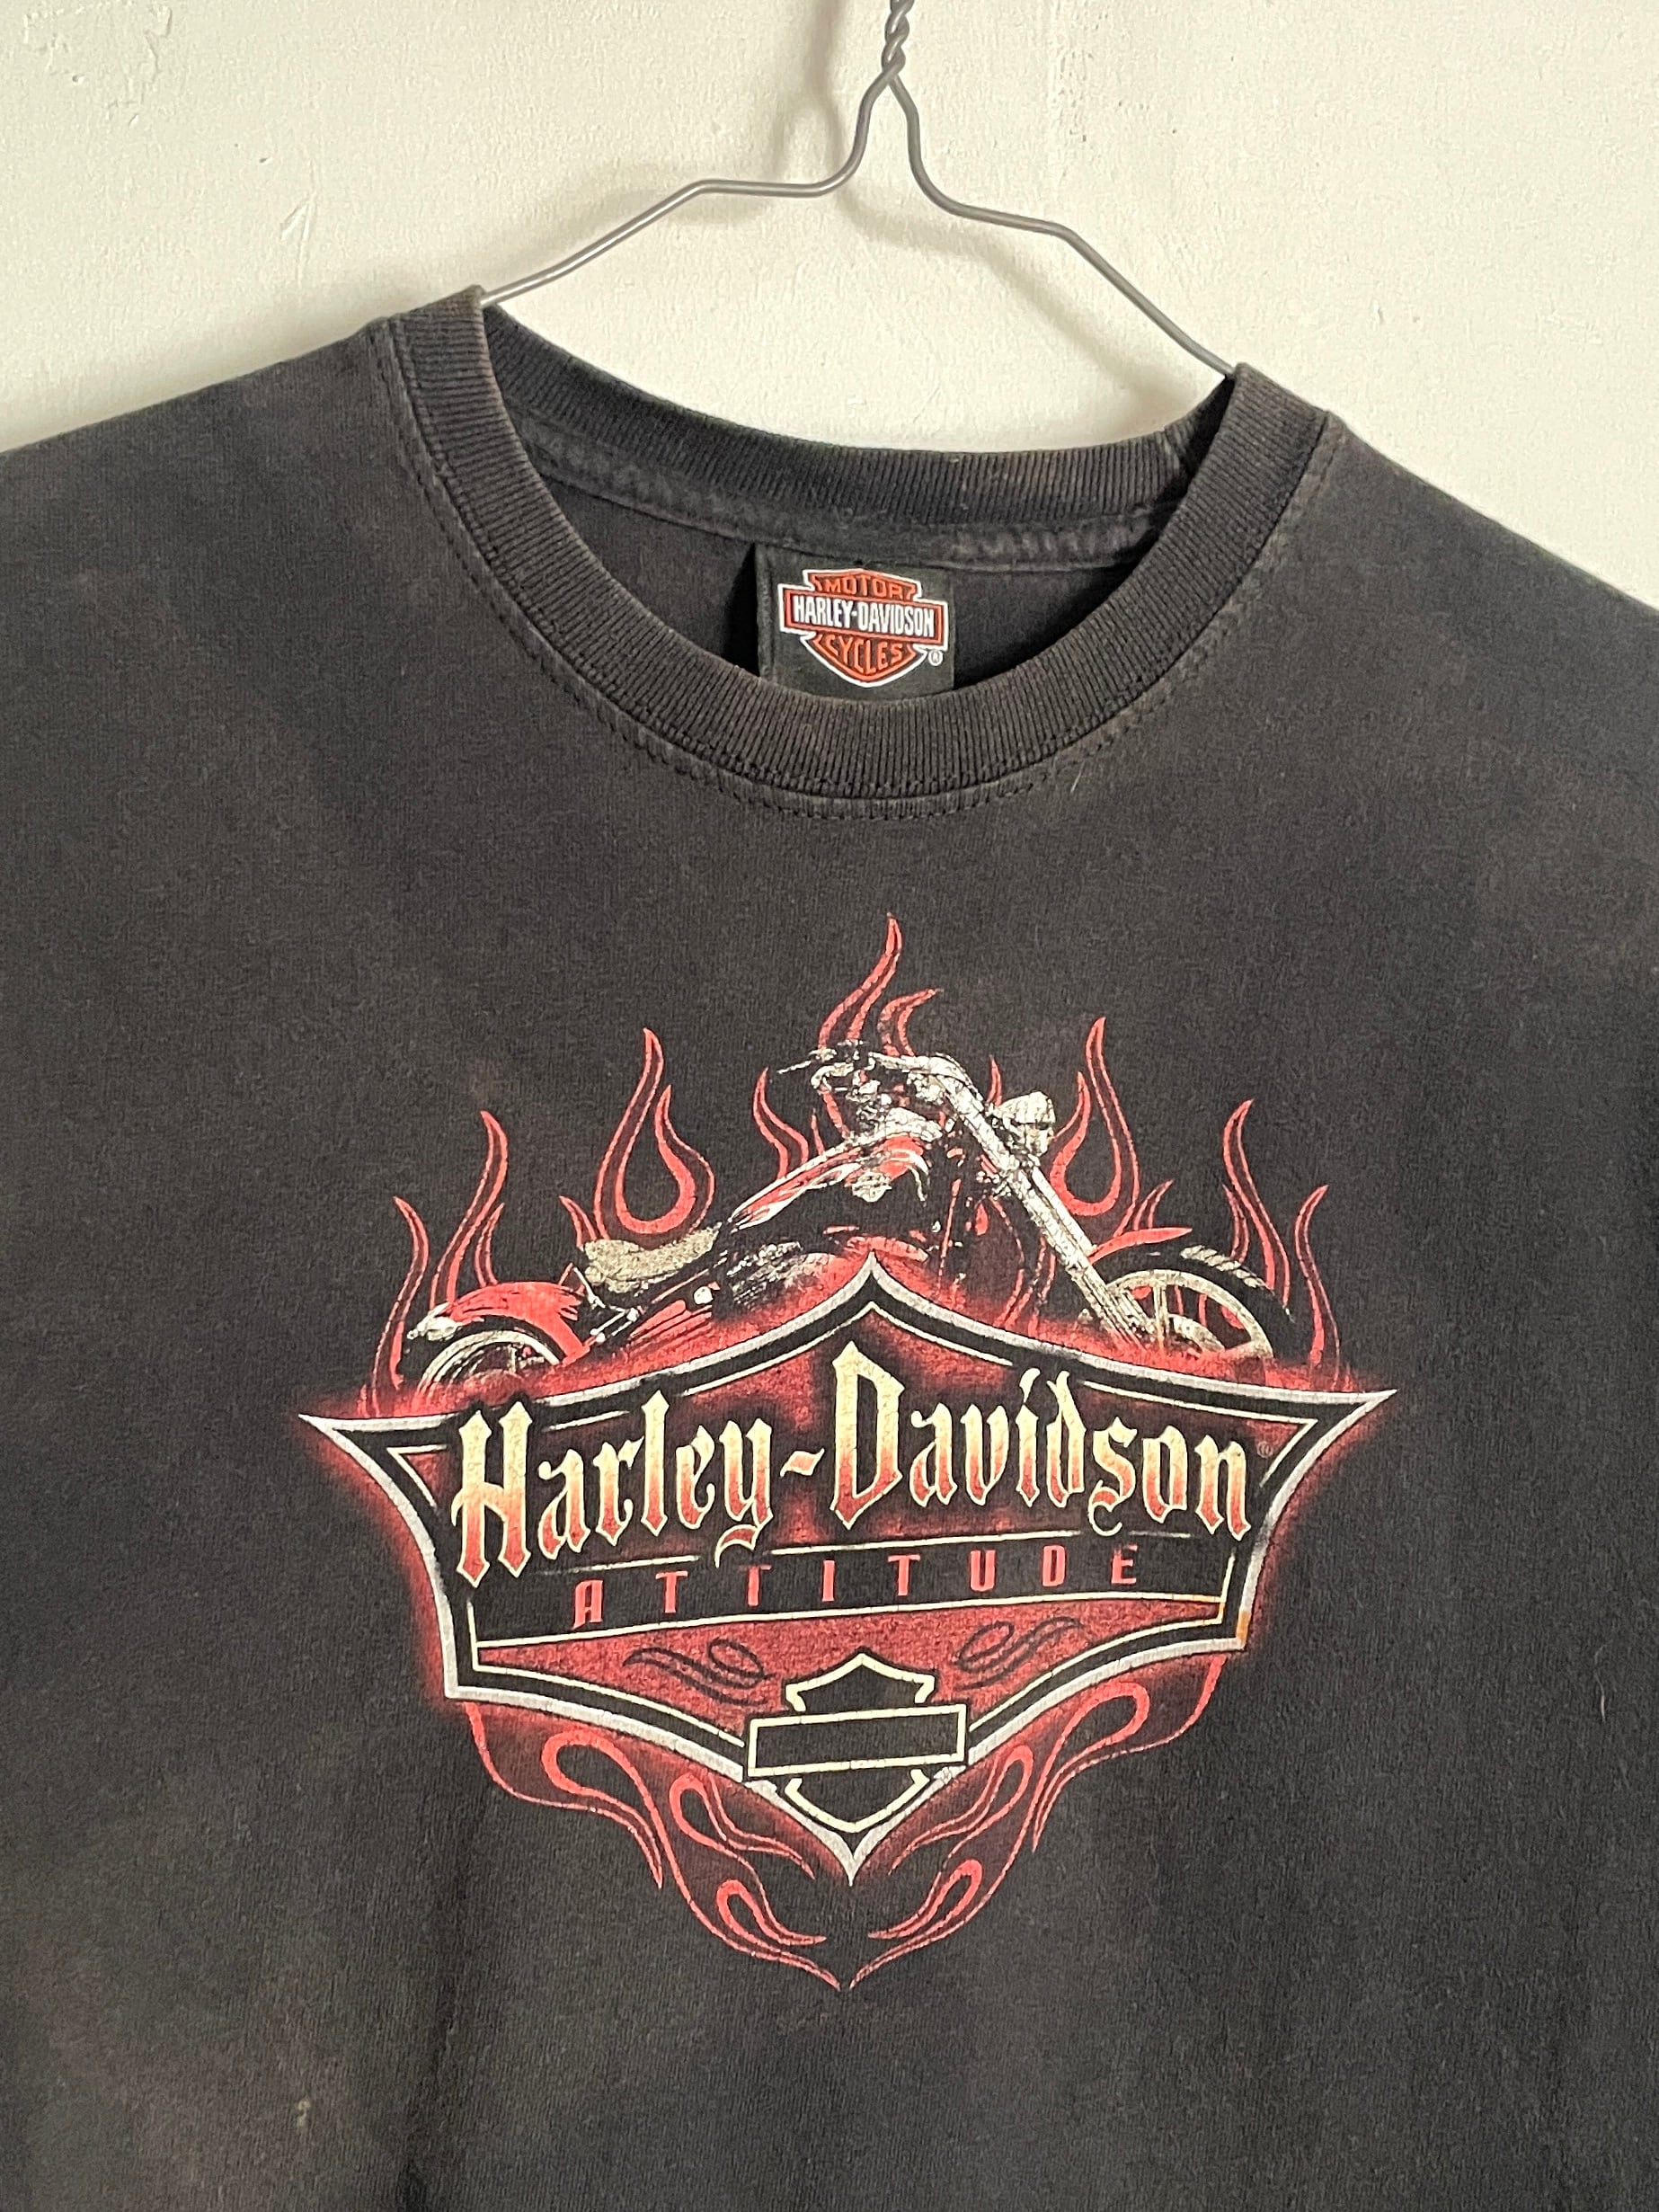 MOTOR
HARLEY-DAVIDSON
CYCLES
®
Harley-Davidson ®
ATTITUDE